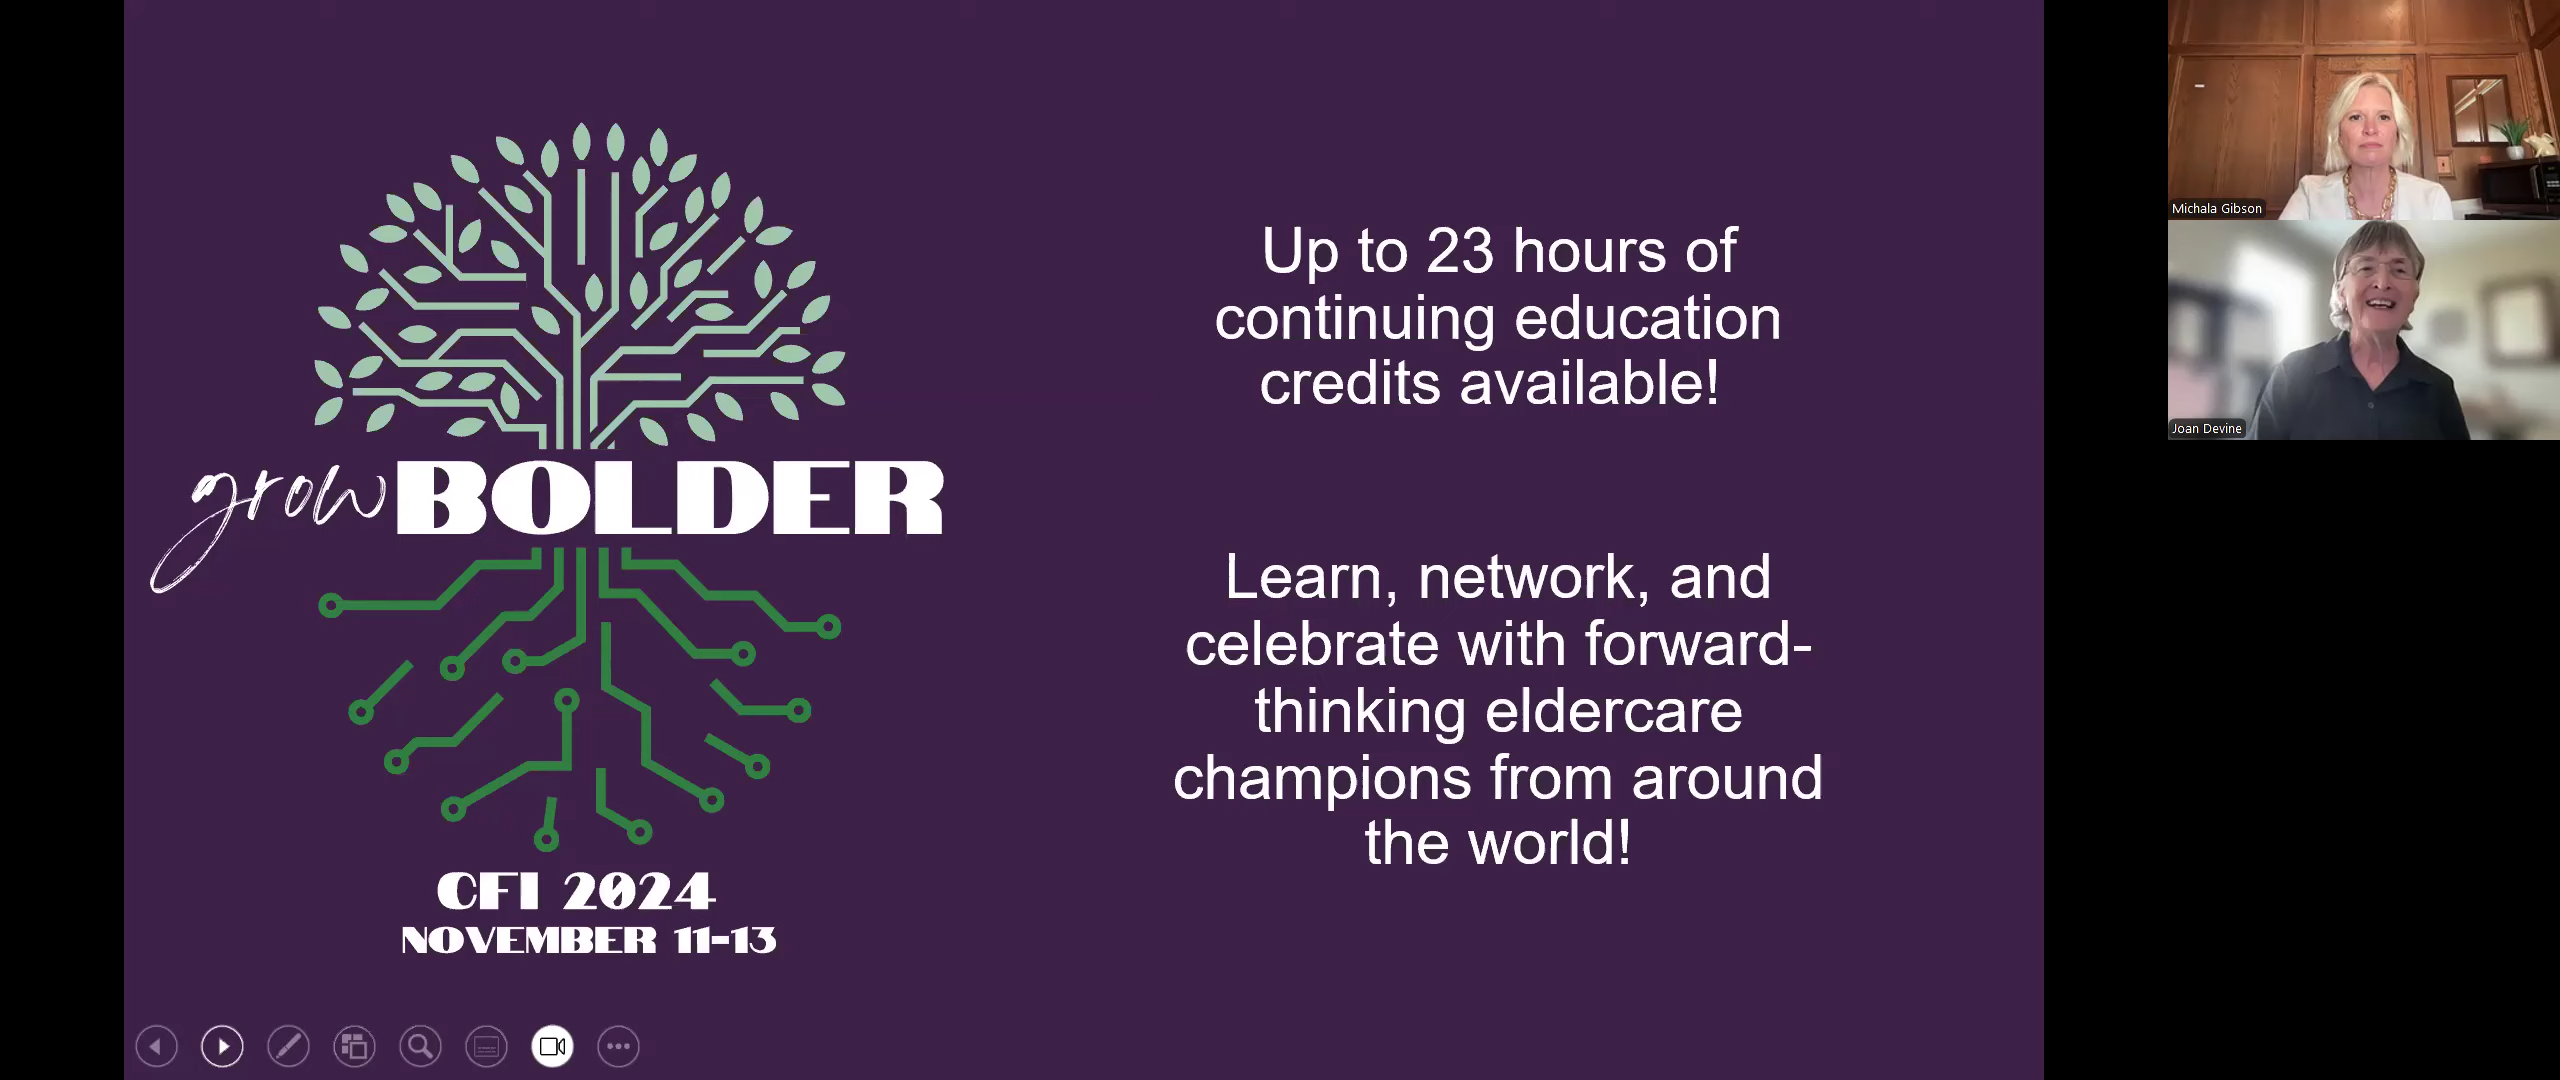 grow BOLDER
CFI 2024
NOVEMBER 11-13
Up to 23 hours of
continuing education
credits available!
Learn, network, and
celebrate with forward-
thinking eldercare
champions from around
the world!
Michala Gibson
Joan Devine